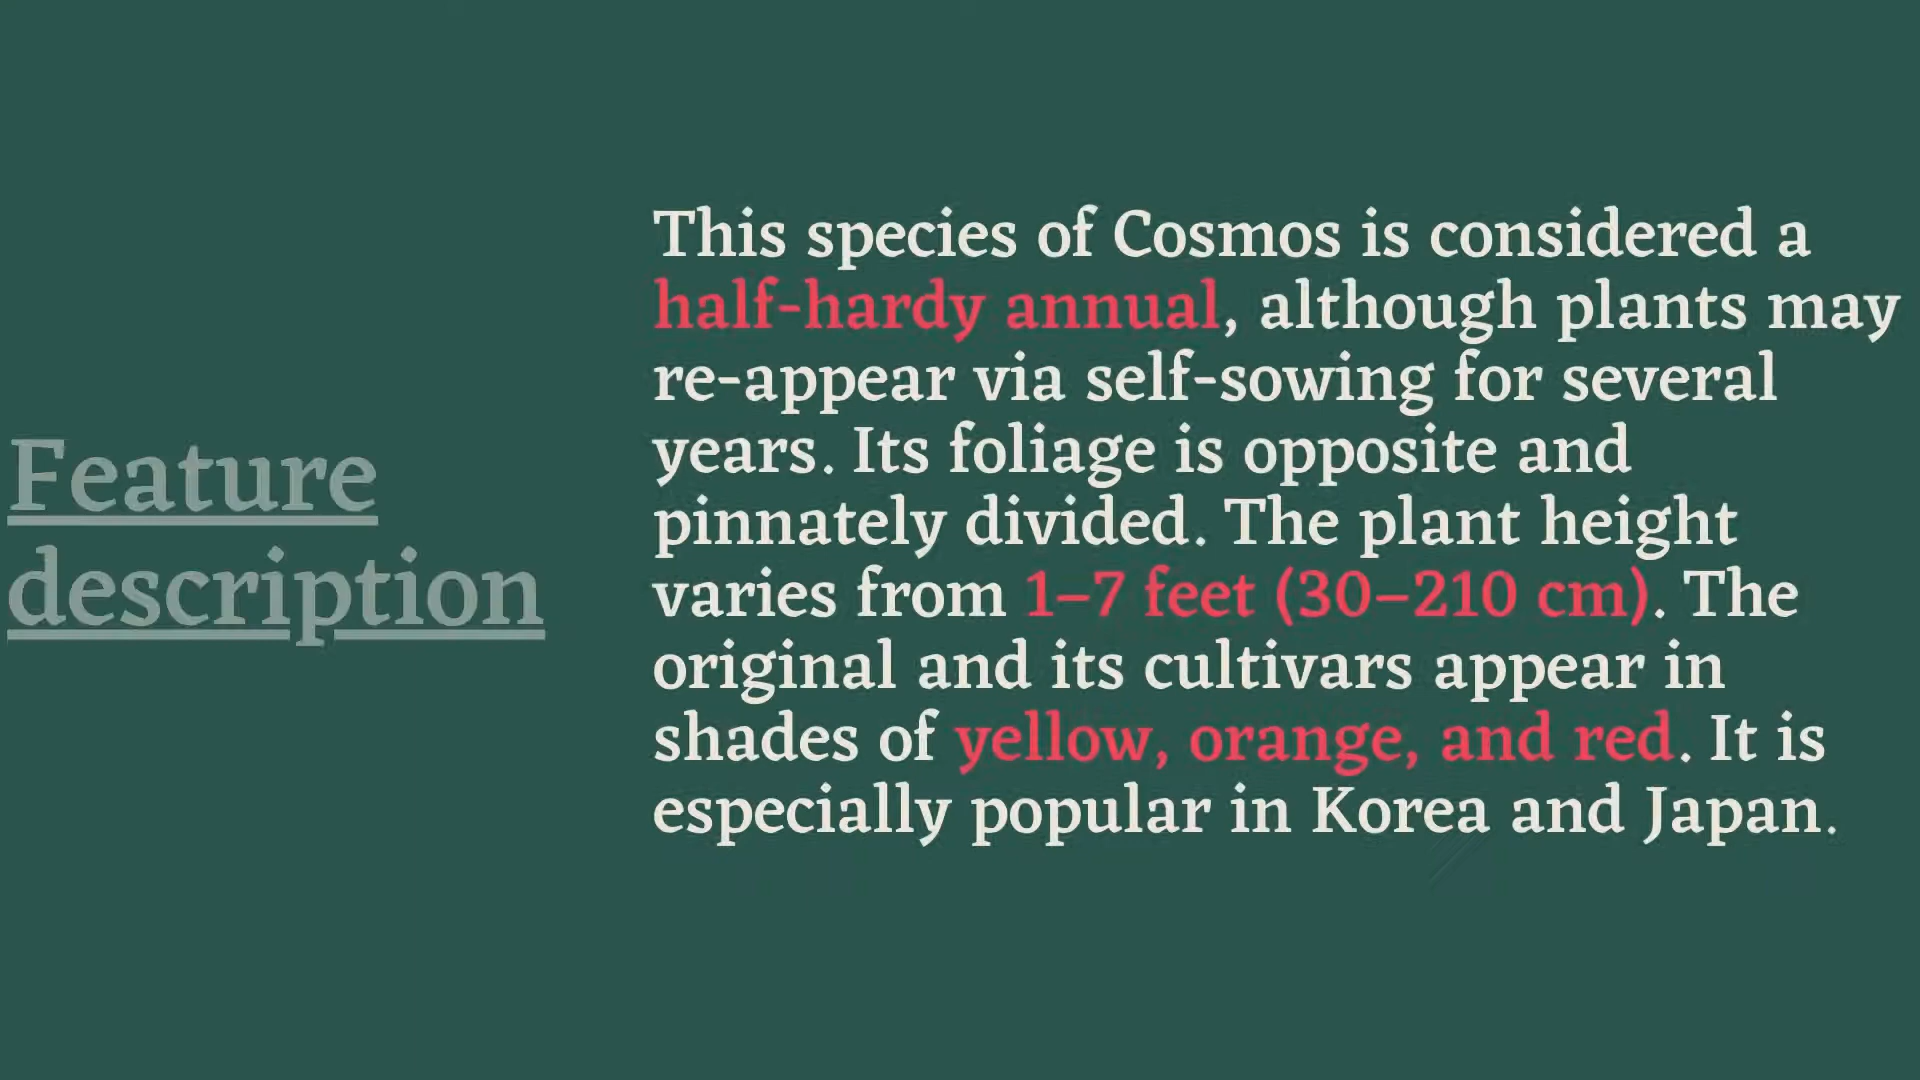 Feature
description
This species of Cosmos is considered a
half-hardy annual, although plants may
re-appear via self-sowing for several
years. Its foliage is opposite and
pinnately divided. The plant height
varies from 1–7 feet (30–210 cm). The
original and its cultivars appear in
shades of yellow, orange, and red. It is
especially popular in Korea and Japan.